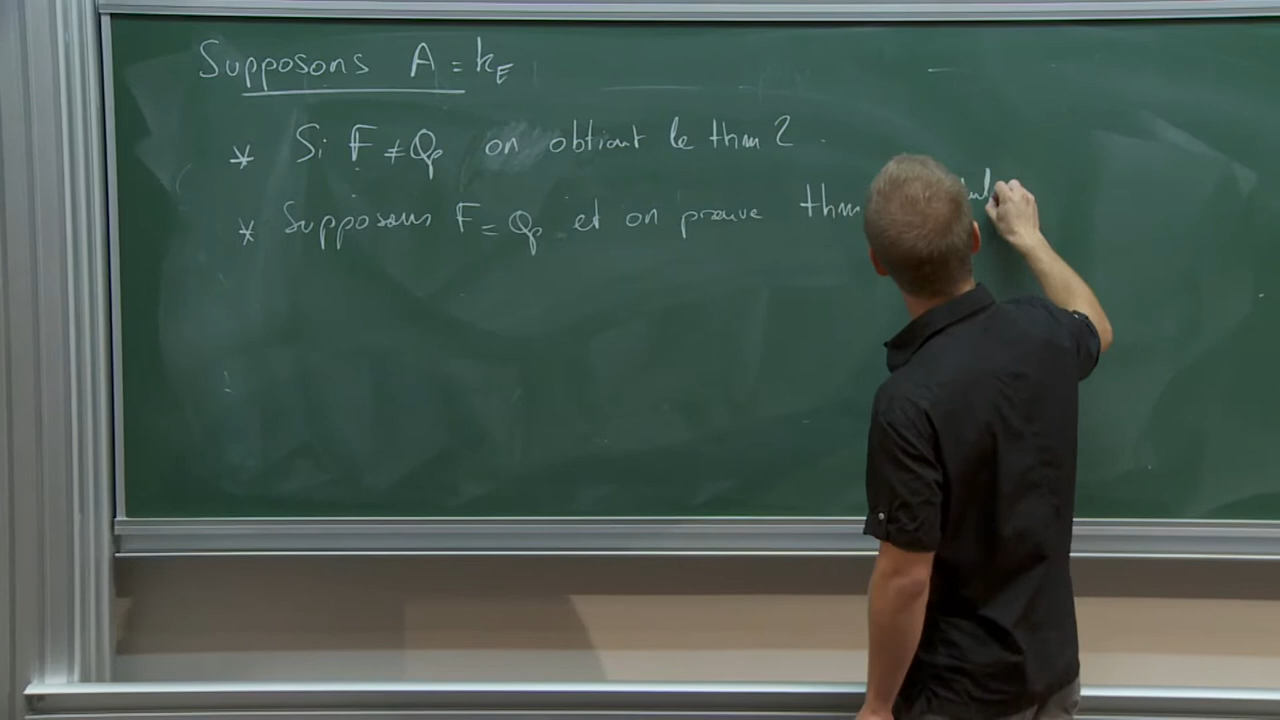 Supposons A = k_E
* Si F ≠ Q_p on obtient le thm 2.
* Supposons F = Q_p et on prouve thm